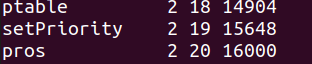 ptable         2 18 14904
setPriority    2 19 15648
pros           2 20 16000